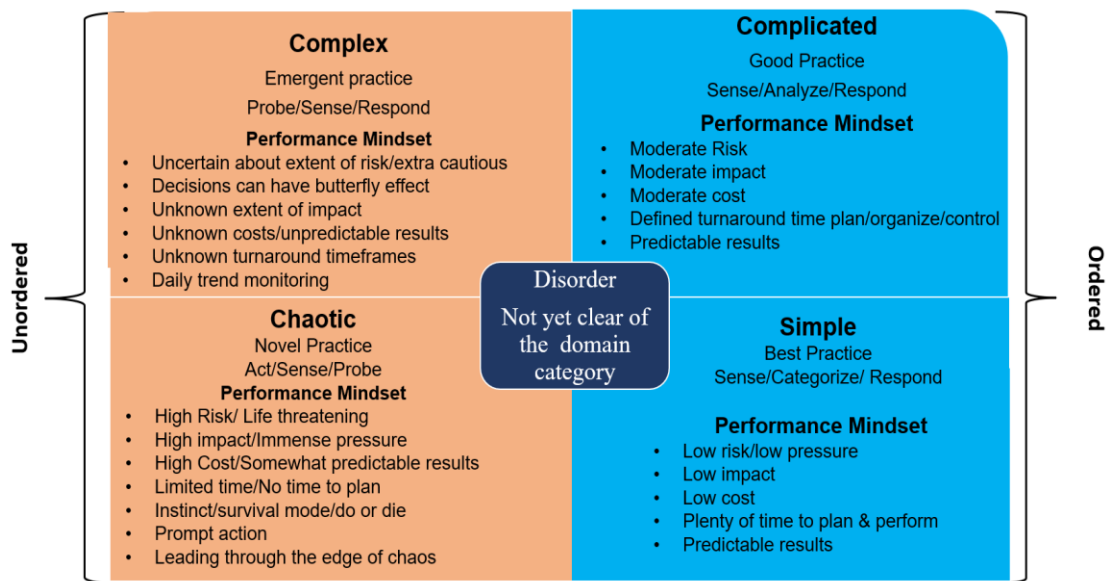 Unordered
Complex
Emergent practice
Probe/Sense/Respond
Performance Mindset
• Uncertain about extent of risk/extra cautious
• Decisions can have butterfly effect
• Unknown extent of impact
• Unknown costs/unpredictable results
• Unknown turnaround timeframes
• Daily trend monitoring
Complicated
Good Practice
Sense/Analyze/Respond
Performance Mindset
• Moderate Risk
• Moderate impact
• Moderate cost
• Defined turnaround time plan/organize/control
• Predictable results
Disorder
Not yet clear of
the domain
category
Chaotic
Novel Practice
Act/Sense/Probe
Performance Mindset
• High Risk/ Life threatening
• High impact/Immense pressure
• High Cost/Somewhat predictable results
• Limited time/No time to plan
• Instinct/survival mode/do or die
• Prompt action
• Leading through the edge of chaos
Simple
Best Practice
Sense/Categorize/ Respond
Performance Mindset
• Low risk/low pressure
• Low impact
• Low cost
• Plenty of time to plan & perform
• Predictable results
Ordered